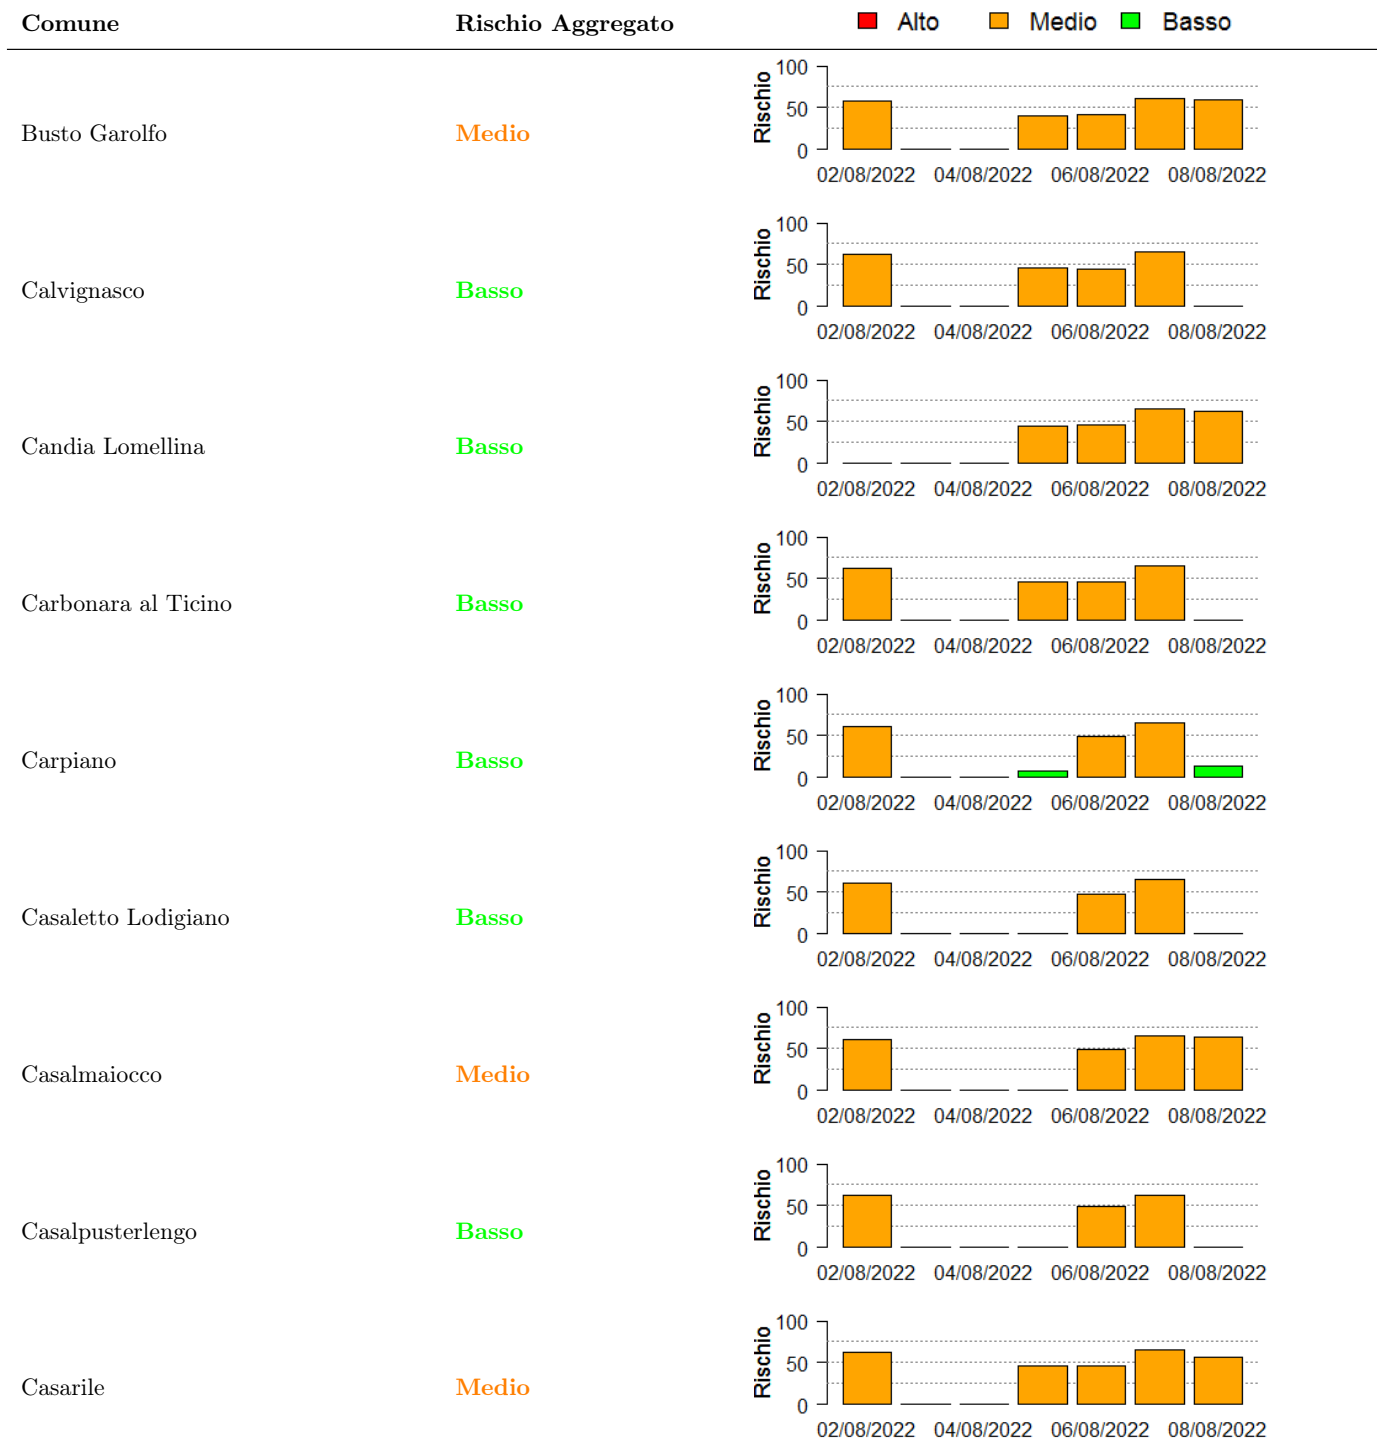 Comune Rischio Aggregato Alto Medio Basso
100
50
0
Rischio
Busto Garolfo Medio
02/08/2022 04/08/2022 06/08/2022 08/08/2022
100
50
0
Rischio
Calvignasco Basso
02/08/2022 04/08/2022 06/08/2022 08/08/2022
100
50
0
Rischio
Candia Lomellina Basso
02/08/2022 04/08/2022 06/08/2022 08/08/2022
100
50
0
Rischio
Carbonara al Ticino Basso
02/08/2022 04/08/2022 06/08/2022 08/08/2022
100
50
0
Rischio
Carpiano Basso
02/08/2022 04/08/2022 06/08/2022 08/08/2022
100
50
0
Rischio
Casaletto Lodigiano Basso
02/08/2022 04/08/2022 06/08/2022 08/08/2022
100
50
0
Rischio
Casalmaiocco Medio
02/08/2022 04/08/2022 06/08/2022 08/08/2022
100
50
0
Rischio
Casalpusterlengo Basso
02/08/2022 04/08/2022 06/08/2022 08/08/2022
100
50
0
Rischio
Casarile Medio
02/08/2022 04/08/2022 06/08/2022 08/08/2022